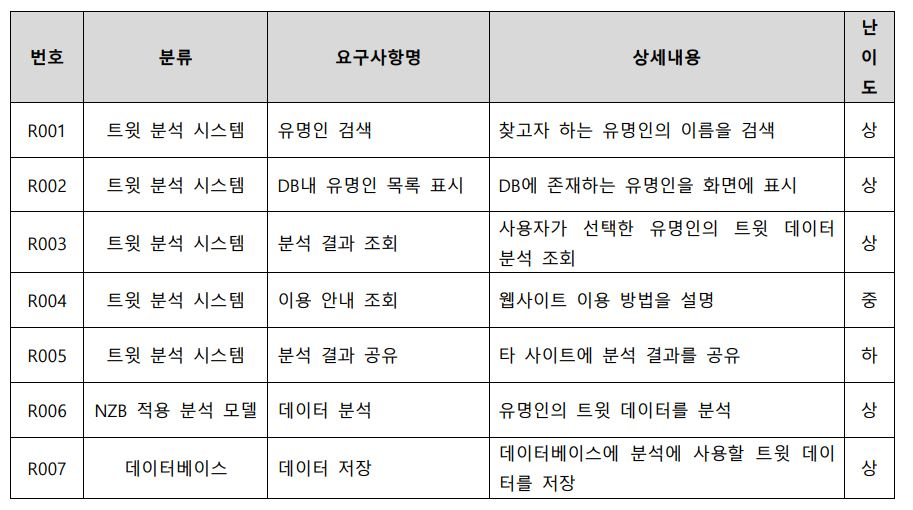 번호 분류 요구사항명 상세내용 난이도
R001 트윗 분석 시스템 유명인 검색 찾고자 하는 유명인의 이름을 검색 상
R002 트윗 분석 시스템 DB내 유명인 목록 표시 DB에 존재하는 유명인을 화면에 표시 상
R003 트윗 분석 시스템 분석 결과 조회 사용자가 선택한 유명인의 트윗 데이터
분석 조회 상
R004 트윗 분석 시스템 이용 안내 조회 웹사이트 이용 방법을 설명 중
R005 트윗 분석 시스템 분석 결과 공유 타 사이트에 분석 결과를 공유 하
R006 NZB 적용 분석 모델 데이터 분석 유명인의 트윗 데이터를 분석 상
R007 데이터베이스 데이터 저장 데이터베이스에 분석에 사용할 트윗 데이
터를 저장 상